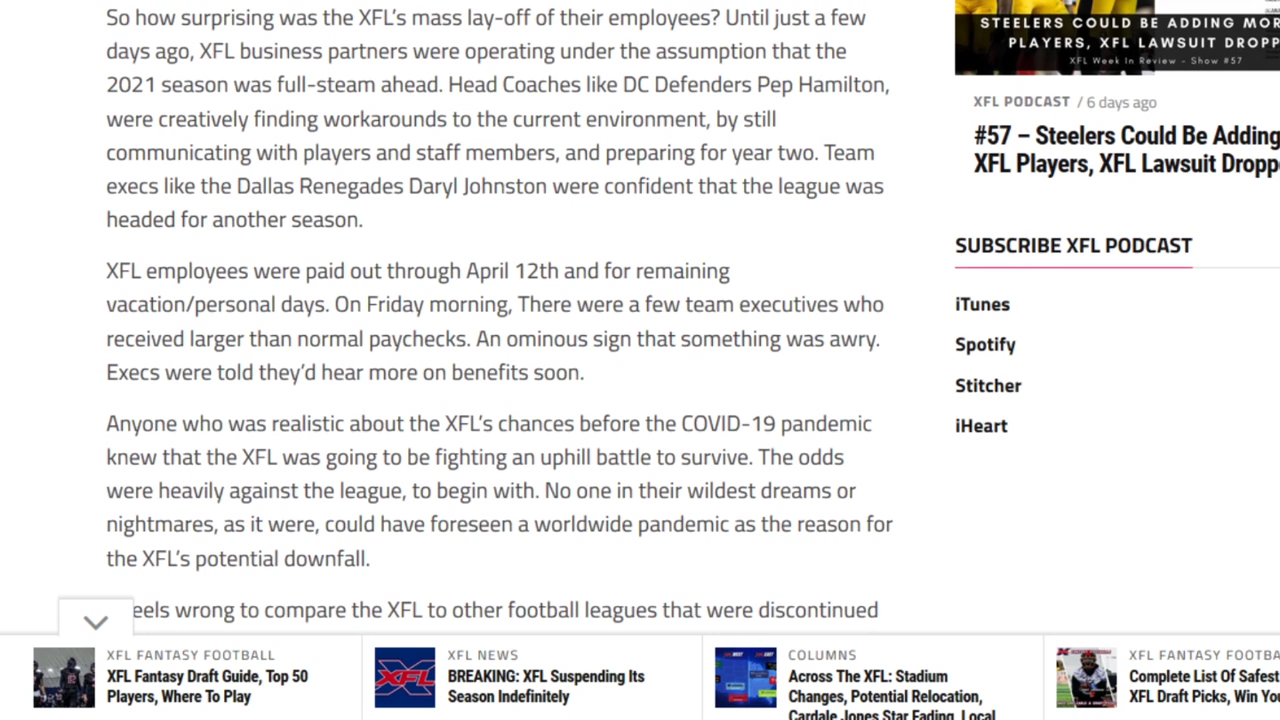 So how surprising was the XFL's mass lay-off of their employees? Until just a few
days ago, XFL business partners were operating under the assumption that the
2021 season was full-steam ahead. Head Coaches like DC Defenders Pep Hamilton,
were creatively finding workarounds to the current environment, by still
communicating with players and staff members, and preparing for year two. Team
execs like the Dallas Renegades Daryl Johnston were confident that the league was
headed for another season.
XFL employees were paid out through April 12th and for remaining
vacation/personal days. On Friday morning, There were a few team executives who
received larger than normal paychecks. An ominous sign that something was awry.
Execs were told they'd hear more on benefits soon.
Anyone who was realistic about the XFL's chances before the COVID-19 pandemic
knew that the XFL was going to be fighting an uphill battle to survive. The odds
were heavily against the league, to begin with. No one in their wildest dreams or
nightmares, as it were, could have foreseen a worldwide pandemic as the reason for
the XFL's potential downfall.
eels wrong to compare the XFL to other football leagues that were discontinued
STEELERS COULD BE ADDING MOR
PLAYERS, XFL LAWSUIT DROPP
XFL Week In Review - Show #57
XFL PODCAST / 6 days ago
#57 – Steelers Could Be Adding
XFL Players, XFL Lawsuit Dropp
SUBSCRIBE XFL PODCAST
iTunes
Spotify
Stitcher
iHeart
XFL FANTASY FOOTBALL
XFL Fantasy Draft Guide, Top 50
Players, Where To Play
XFL
XFL NEWS
BREAKING: XFL Suspending Its
Season Indefinitely
COLUMNS
Across The XFL: Stadium
Changes, Potential Relocation,
Cardale Jones Star Fading, Local
XFL FANTASY FOOTBA
Complete List Of Safest
XFL Draft Picks, Win You